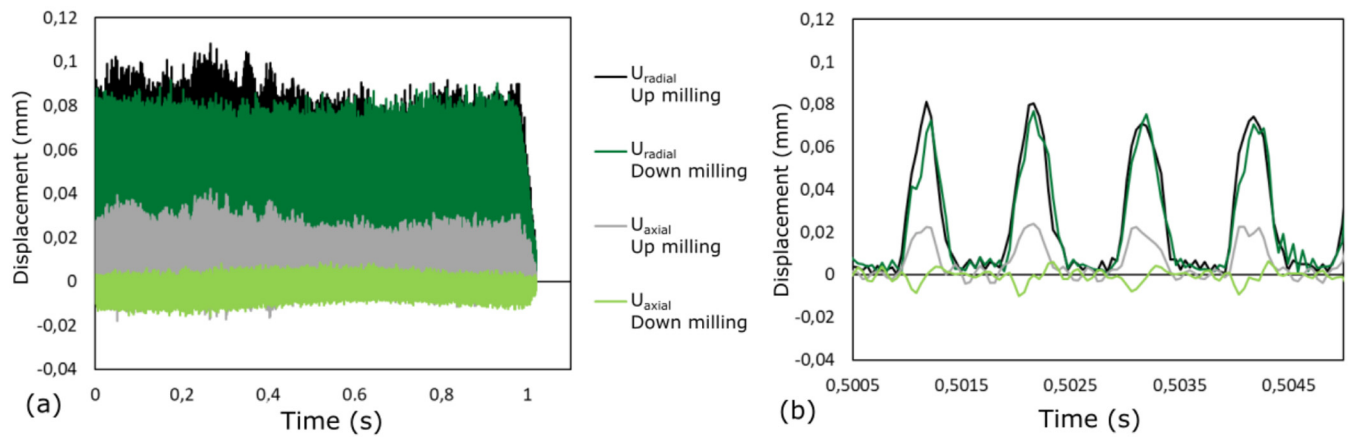 0,12
0,1
0,08
0,06
0,04
0,02
0
-0,02
-0,04
Displacement (mm)
0
0,2
0,4
0,6
0,8
1
Time (s)
(a)
Uradial
Up milling
Uradial
Down milling
Uaxial
Up milling
Uaxial
Down milling
0,12
0,1
0,08
0,06
0,04
0,02
0
-0,02
-0,04
Displacement (mm)
0,5005
0,5015
0,5025
0,5035
0,5045
Time (s)
(b)